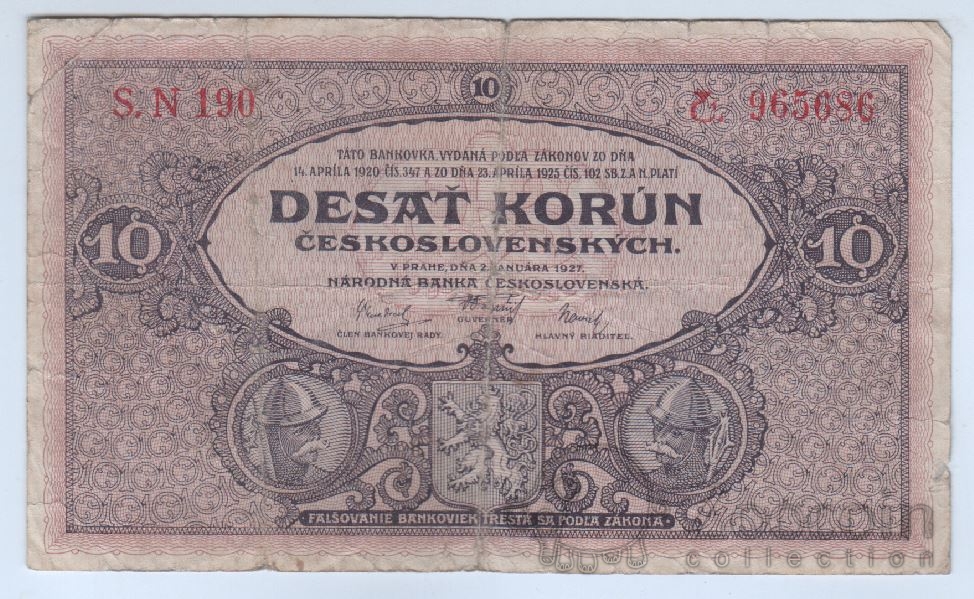 10
S. N 190
Č. 965086
TÁTO BANKOVKA, VYDANÁ PODĽA ZÁKONOV ZO DŇA
14. APRÍLA 1920 ČÍS. 347 A ZO DŇA 23. APRÍLA 1925 ČÍS. 102 SB. Z. A N. PLATÍ
DESAŤ KORÚN
ČESKOSLOVENSKÝCH.
10
10
V PRAHE, DŇA 2. JANUÁRA 1927.
NÁRODNÁ BANKA ČESKOSLOVENSKÁ.
ČLEN BANKOVEJ RADY.
GUVERNÉR
HLAVNÝ RIADITEĽ.
FALŠOVANIE BANKOVIEK TRESTÁ SA PODĽA ZÁKONA
collection